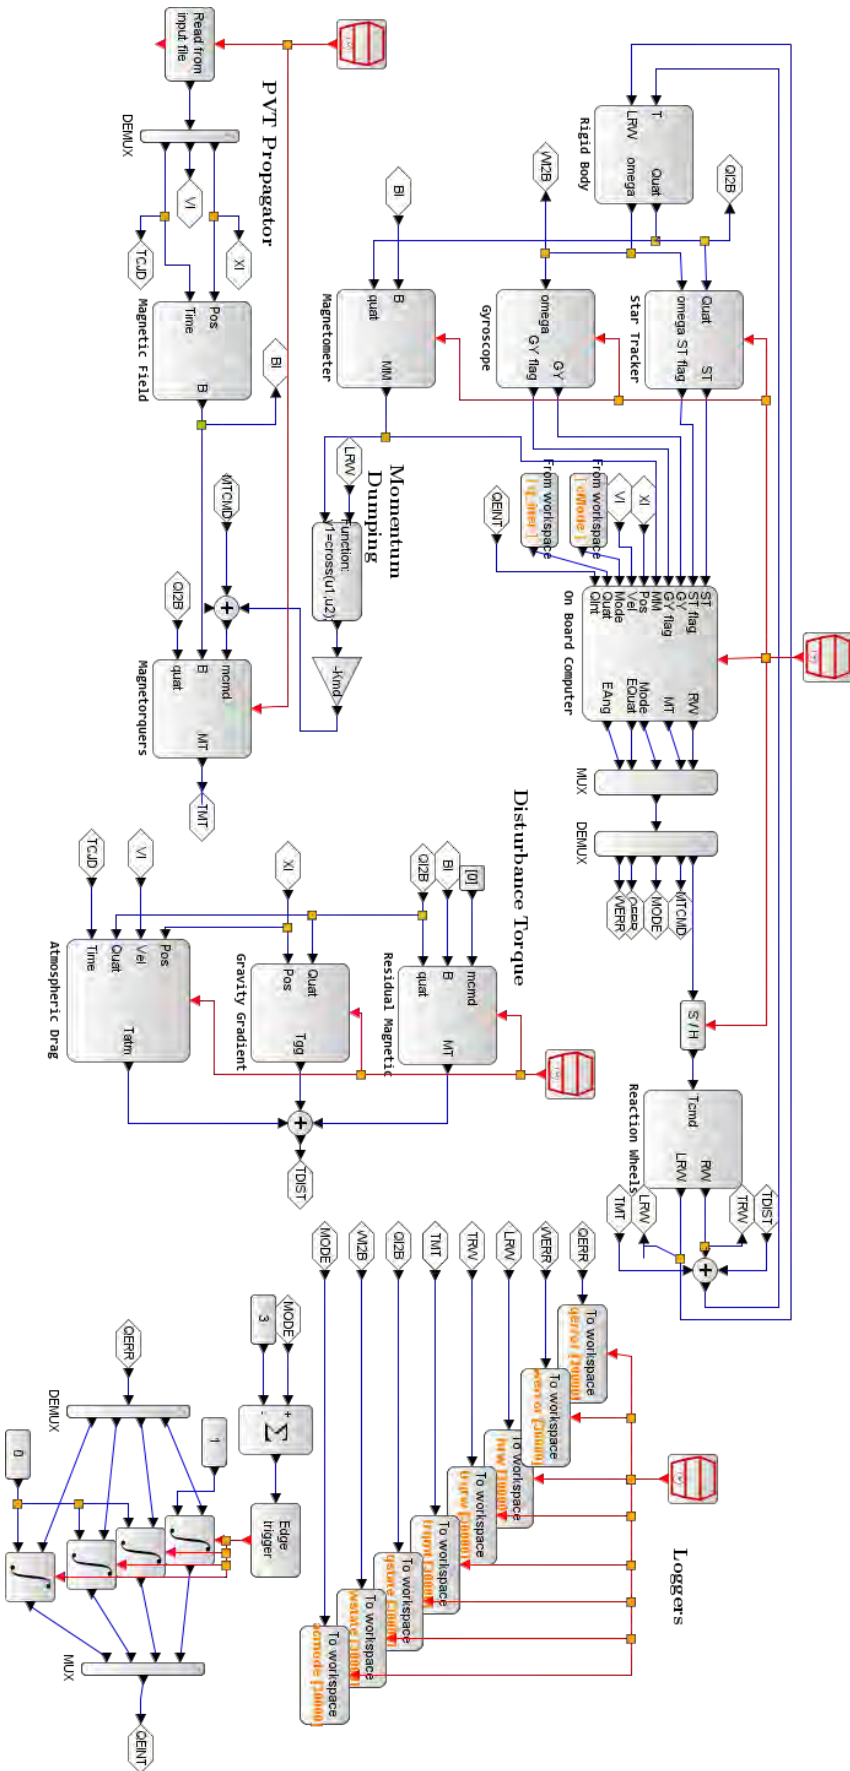 T
LRW
Quat
omega
Rigid Body
QI2B
WI2B
Quat
omega
ST
ST flag
Star Tracker
omega
GY
GY flag
Gyroscope
BI
B
quat
MM
Magnetometer
XI
VI
From workspace
From workspace
QEINT
ST
ST flag
GY
GY flag
MM
Pos
Vel
Mode
Quat
QInt
RW
MT
Mode
EQuat
EAng
On Board Computer
MUX
DEMUX
MTCMD
MODE
QERR
WERR
S / H
Tcmd
RW
LRW
Reaction Wheels
TDIST
TRW
LRW
TMT
Momentum
Dumping
LRW
Function:
y1=cross(u1,u2);
-Kmd
PVT Propagator
Read from
input file
DEMUX
XI
VI
TCJD
Pos
Time
B
Magnetic Field
BI
MTCMD
QI2B
mcmd
B
quat
MT
Magnetorquers
TMT
Disturbance Torque
[0]
BI
QI2B
mcmd
B
quat
MT
Residual Magnetic
XI
Quat
Pos
Tgg
Gravity Gradient
VI
TCJD
Pos
Vel
Quat
Time
Tatm
Atmospheric Drag
TDIST
Loggers
QERR
WERR
LRW
TRW
TMT
QI2B
WI2B
MODE
To workspace
To workspace
To workspace
To workspace
To workspace
To workspace
To workspace
To workspace
MODE
3
Σ
Edge
trigger
QERR
DEMUX
1
0
∫
∫
∫
∫
MUX
QEINT